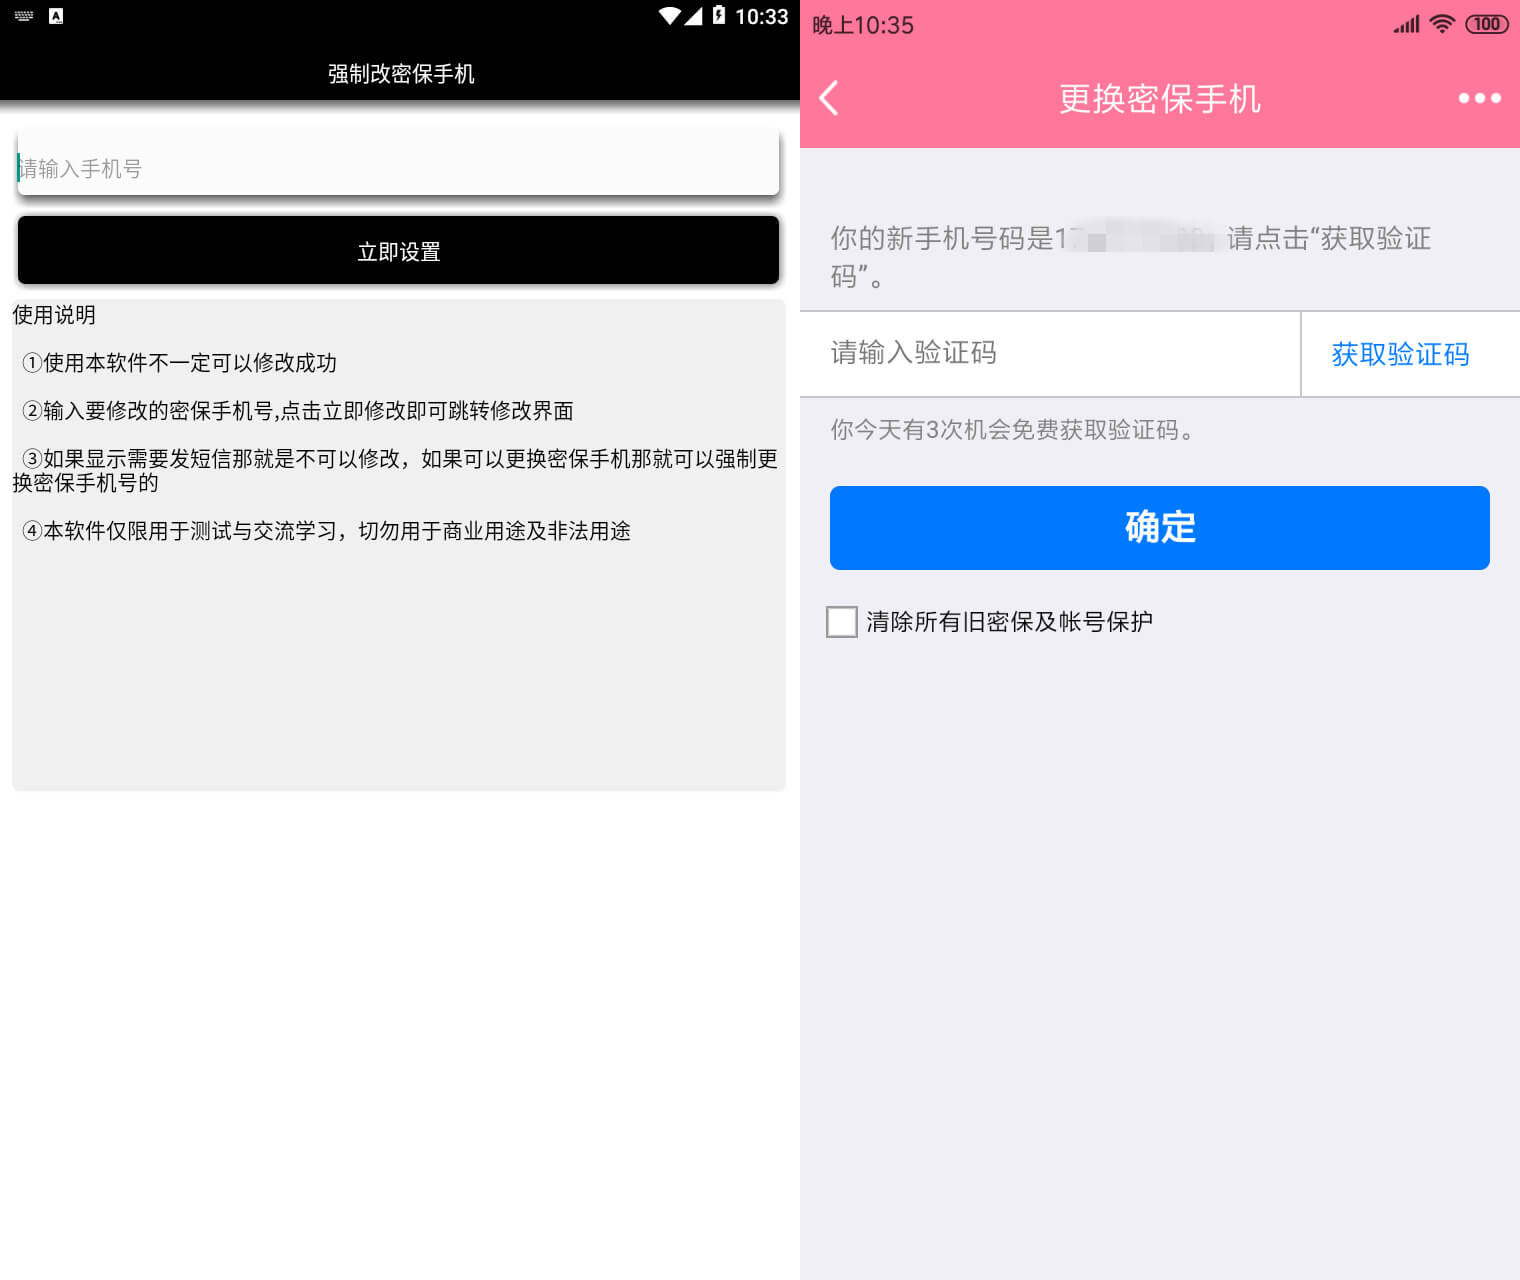 10:33
强制改密保手机
请输入手机号
立即设置
使用说明
①使用本软件不一定可以修改成功
②输入要修改的密保手机号,点击立即修改即可跳转修改界面
③如果显示需要发短信那就是不可以修改，如果可以更换密保手机那就可以强制更
换密保手机号的
④本软件仅限用于测试与交流学习，切勿用于商业用途及非法用途
晚上10:35
100
更换密保手机
你的新手机号码是17 请点击“获取验证
码”。
请输入验证码
获取验证码
你今天有3次机会免费获取验证码。
确定
清除所有旧密保及帐号保护